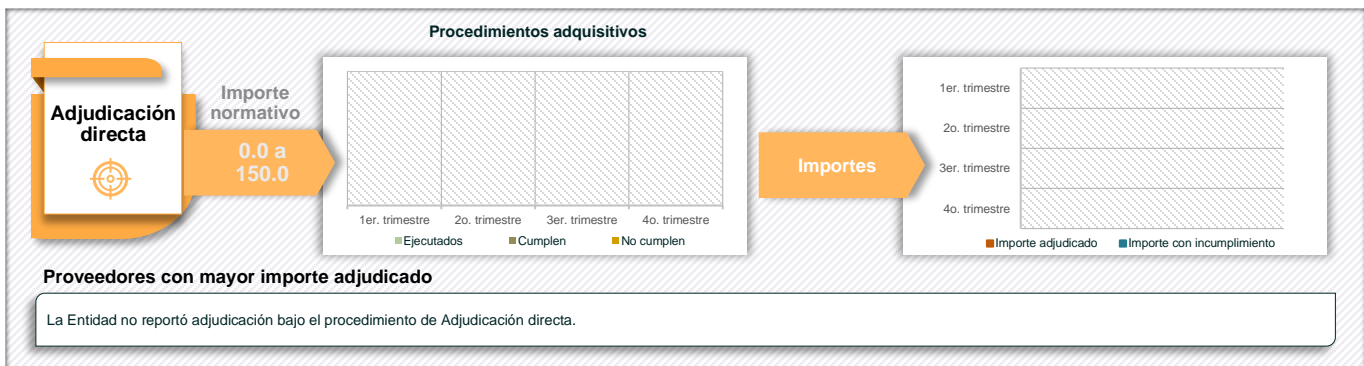 Procedimientos adquisitivos
Adjudicación
directa
Importe
normativo
0.0 a
150.0
1er. trimestre 2o. trimestre 3er. trimestre 4o. trimestre
Ejecutados Cumplen No cumplen
Importes
1er. trimestre
2o. trimestre
3er. trimestre
4o. trimestre
Importe adjudicado Importe con incumplimiento
Proveedores con mayor importe adjudicado
La Entidad no reportó adjudicación bajo el procedimiento de Adjudicación directa.